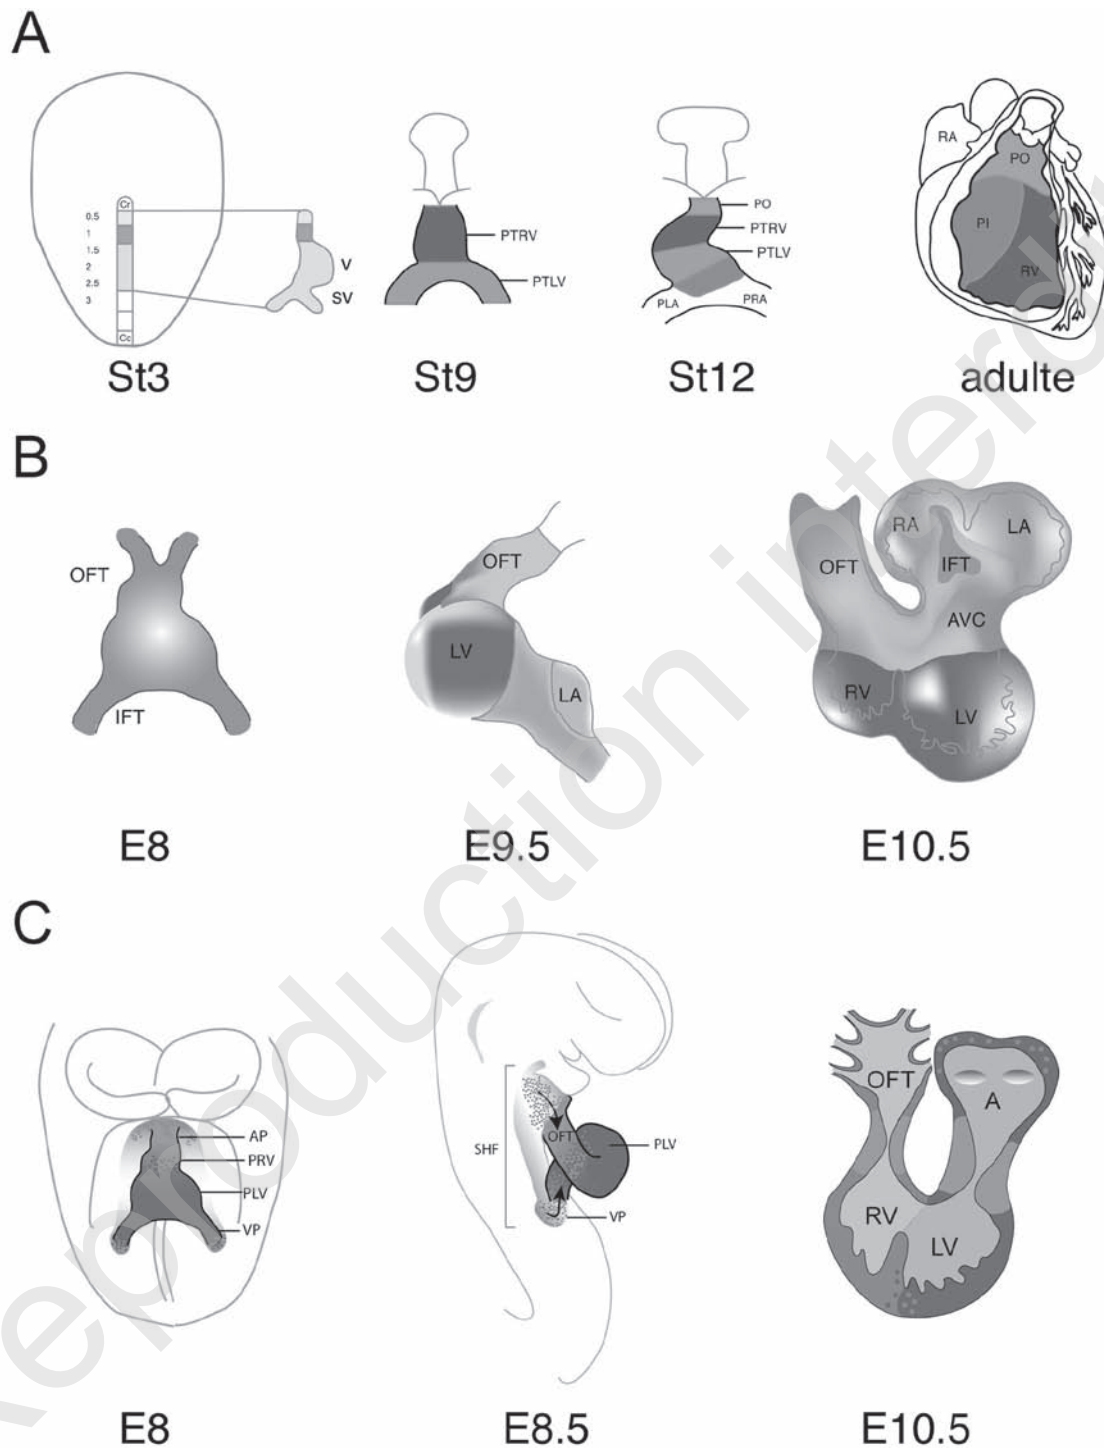 A
Cr
0.5
1
1.5
2
2.5
3
Cc
V
SV
PTRV
PTLV
PO
PTRV
PTLV
PLA
PRA
RA
PO
PI
RV
St3
St9
St12
adulte
B
OFT
IFT
OFT
LV
LA
RA
LA
OFT
IFT
AVC
RV
LV
E8
E9.5
E10.5
C
AP
PRV
PLV
VP
SHF
OFT
PLV
VP
OFT
A
RV
LV
E8
E8.5
E10.5